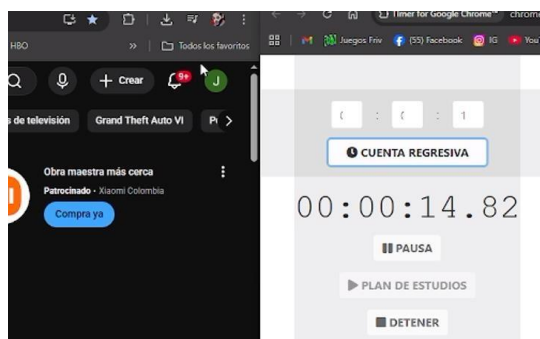 HBO
»
Todos los favoritos
+ Crear
9+
J
s de televisión
Grand Theft Auto VI
Obra maestra más cerca
Patrocinado · Xiaomi Colombia
Compra ya
Timer for Google Chrome™
chrome
Juegos Friv
(55) Facebook
IG
You
: : 1
CUENTA REGRESIVA
00:00:14.82
PAUSA
PLAN DE ESTUDIOS
DETENER